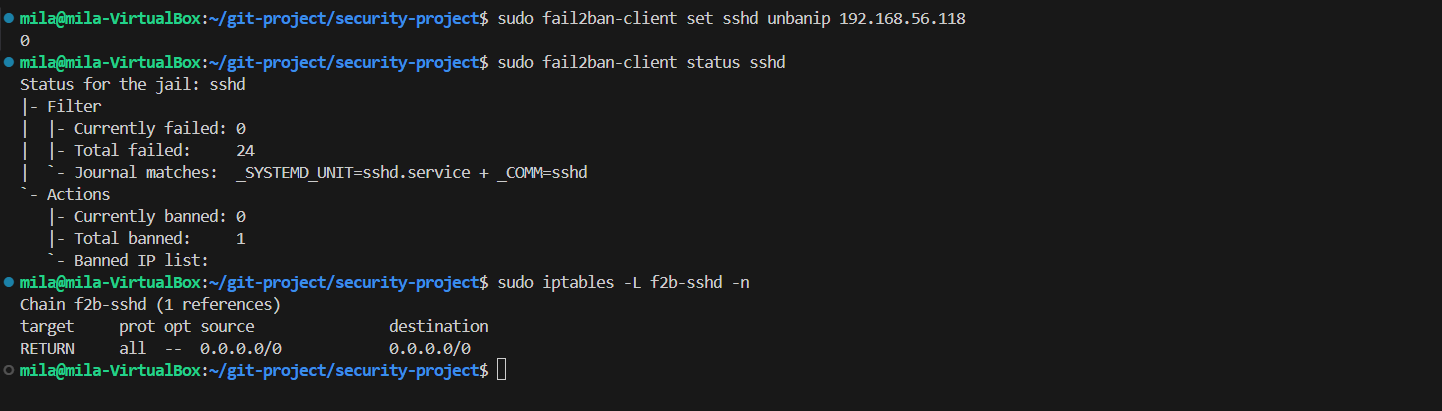 mila@mila-VirtualBox:~/git-project/security-project$ sudo fail2ban-client set sshd unbanip 192.168.56.118
0
mila@mila-VirtualBox:~/git-project/security-project$ sudo fail2ban-client status sshd
Status for the jail: sshd
|- Filter
|  |- Currently failed: 0
|  |- Total failed:     24
|  `- Journal matches:  _SYSTEMD_UNIT=sshd.service + _COMM=sshd
`- Actions
   |- Currently banned: 0
   |- Total banned:     1
   `- Banned IP list:
mila@mila-VirtualBox:~/git-project/security-project$ sudo iptables -L f2b-sshd -n
Chain f2b-sshd (1 references)
target     prot opt source               destination
RETURN     all  --  0.0.0.0/0            0.0.0.0/0
mila@mila-VirtualBox:~/git-project/security-project$